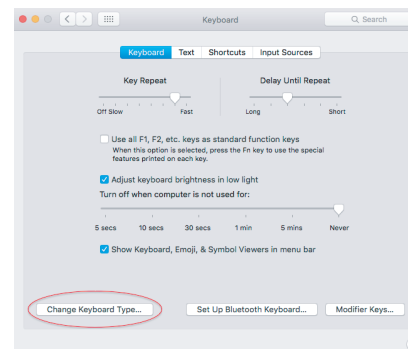 Keyboard
Search
Keyboard Text Shortcuts Input Sources
Key Repeat Delay Until Repeat
Off Slow Fast Long Short
Use all F1, F2, etc. keys as standard function keys
When this option is selected, press the Fn key to use the special
features printed on each key.
Adjust keyboard brightness in low light
Turn off when computer is not used for:
5 secs 10 secs 30 secs 1 min 5 mins Never
Show Keyboard, Emoji, & Symbol Viewers in menu bar
Change Keyboard Type... Set Up Bluetooth Keyboard... Modifier Keys...